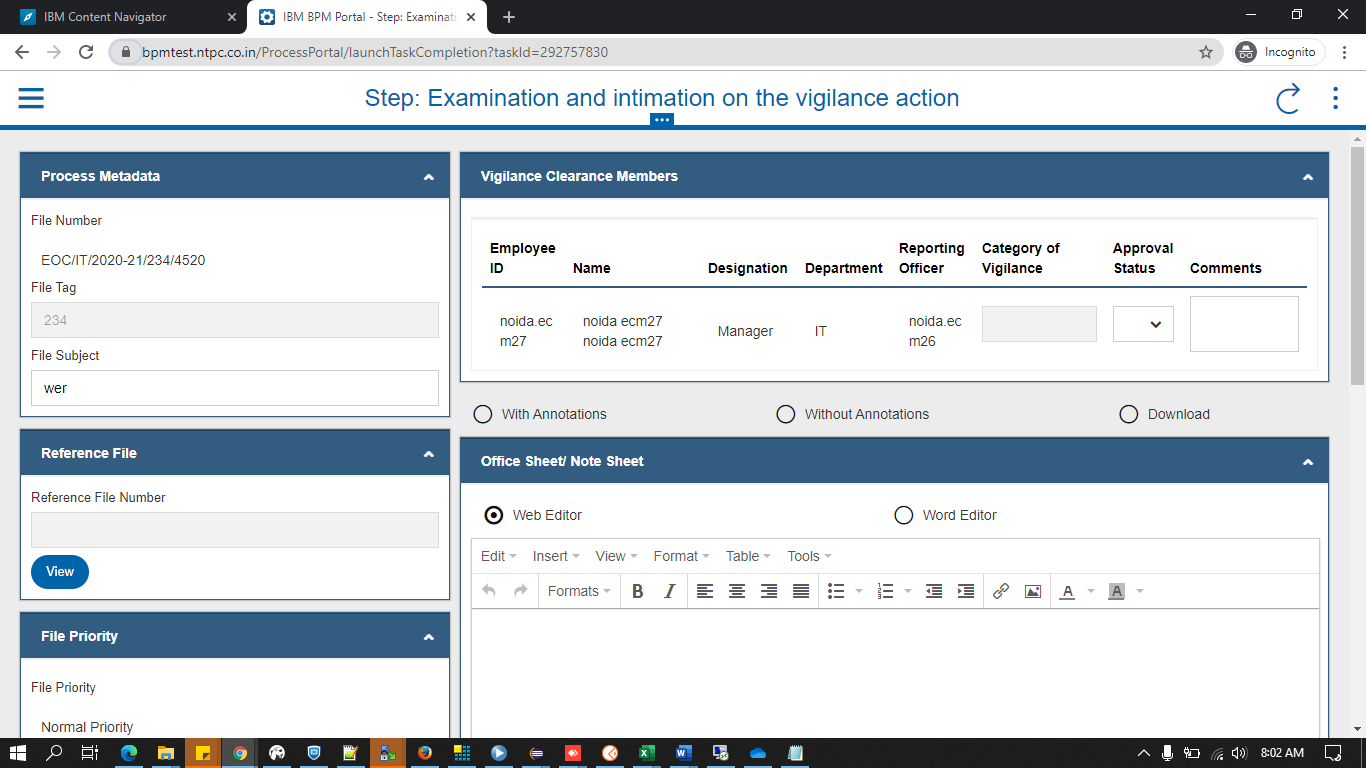 IBM Content Navigator
IBM BPM Portal - Step: Examinati
bpmtest.ntpc.co.in/ProcessPortal/launchTaskCompletion?taskId=292757830
Incognito
Step: Examination and intimation on the vigilance action
Process Metadata
File Number
EOC/IT/2020-21/234/4520
File Tag
234
File Subject
wer
Reference File
Reference File Number
View
File Priority
File Priority
Normal Priority
Vigilance Clearance Members
Employee ID Name Designation Department Reporting Officer Category of Vigilance Approval Status Comments
noida.ecm27 noida ecm27 noida ecm27 Manager IT noida.ecm26
With Annotations Without Annotations Download
Office Sheet/ Note Sheet
Web Editor Word Editor
Edit Insert View Format Table Tools
Formats B I A A
8:02 AM